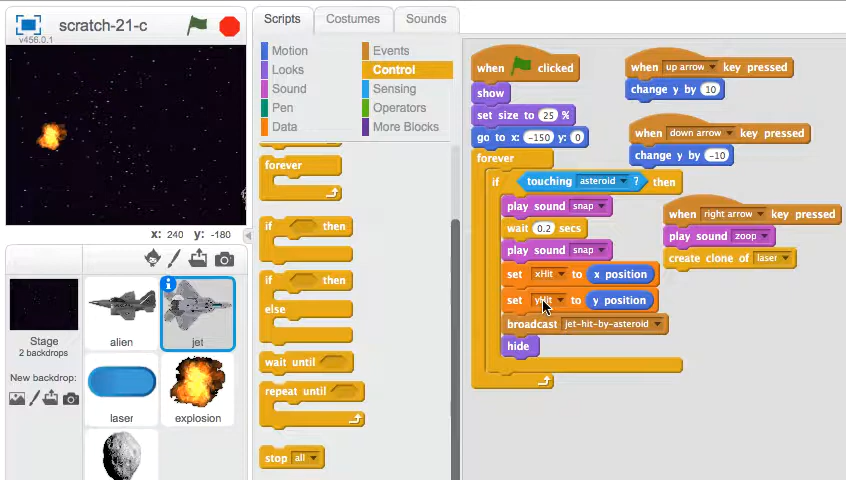 scratch-21-c
v456.0.1
x: 240 y: -180
Stage
2 backdrops
New backdrop:
alien
jet
laser
explosion
Scripts
Costumes
Sounds
Motion
Looks
Sound
Pen
Data
Events
Control
Sensing
Operators
More Blocks
forever
if then
if then
else
wait until
repeat until
stop all
when clicked
show
set size to 25 %
go to x: -150 y: 0
forever
if touching asteroid ? then
play sound snap
wait 0.2 secs
play sound snap
set xHit to x position
set yHit to y position
broadcast jet-hit-by-asteroid
hide
when up arrow key pressed
change y by 10
when down arrow key pressed
change y by -10
when right arrow key pressed
play sound zoop
create clone of laser